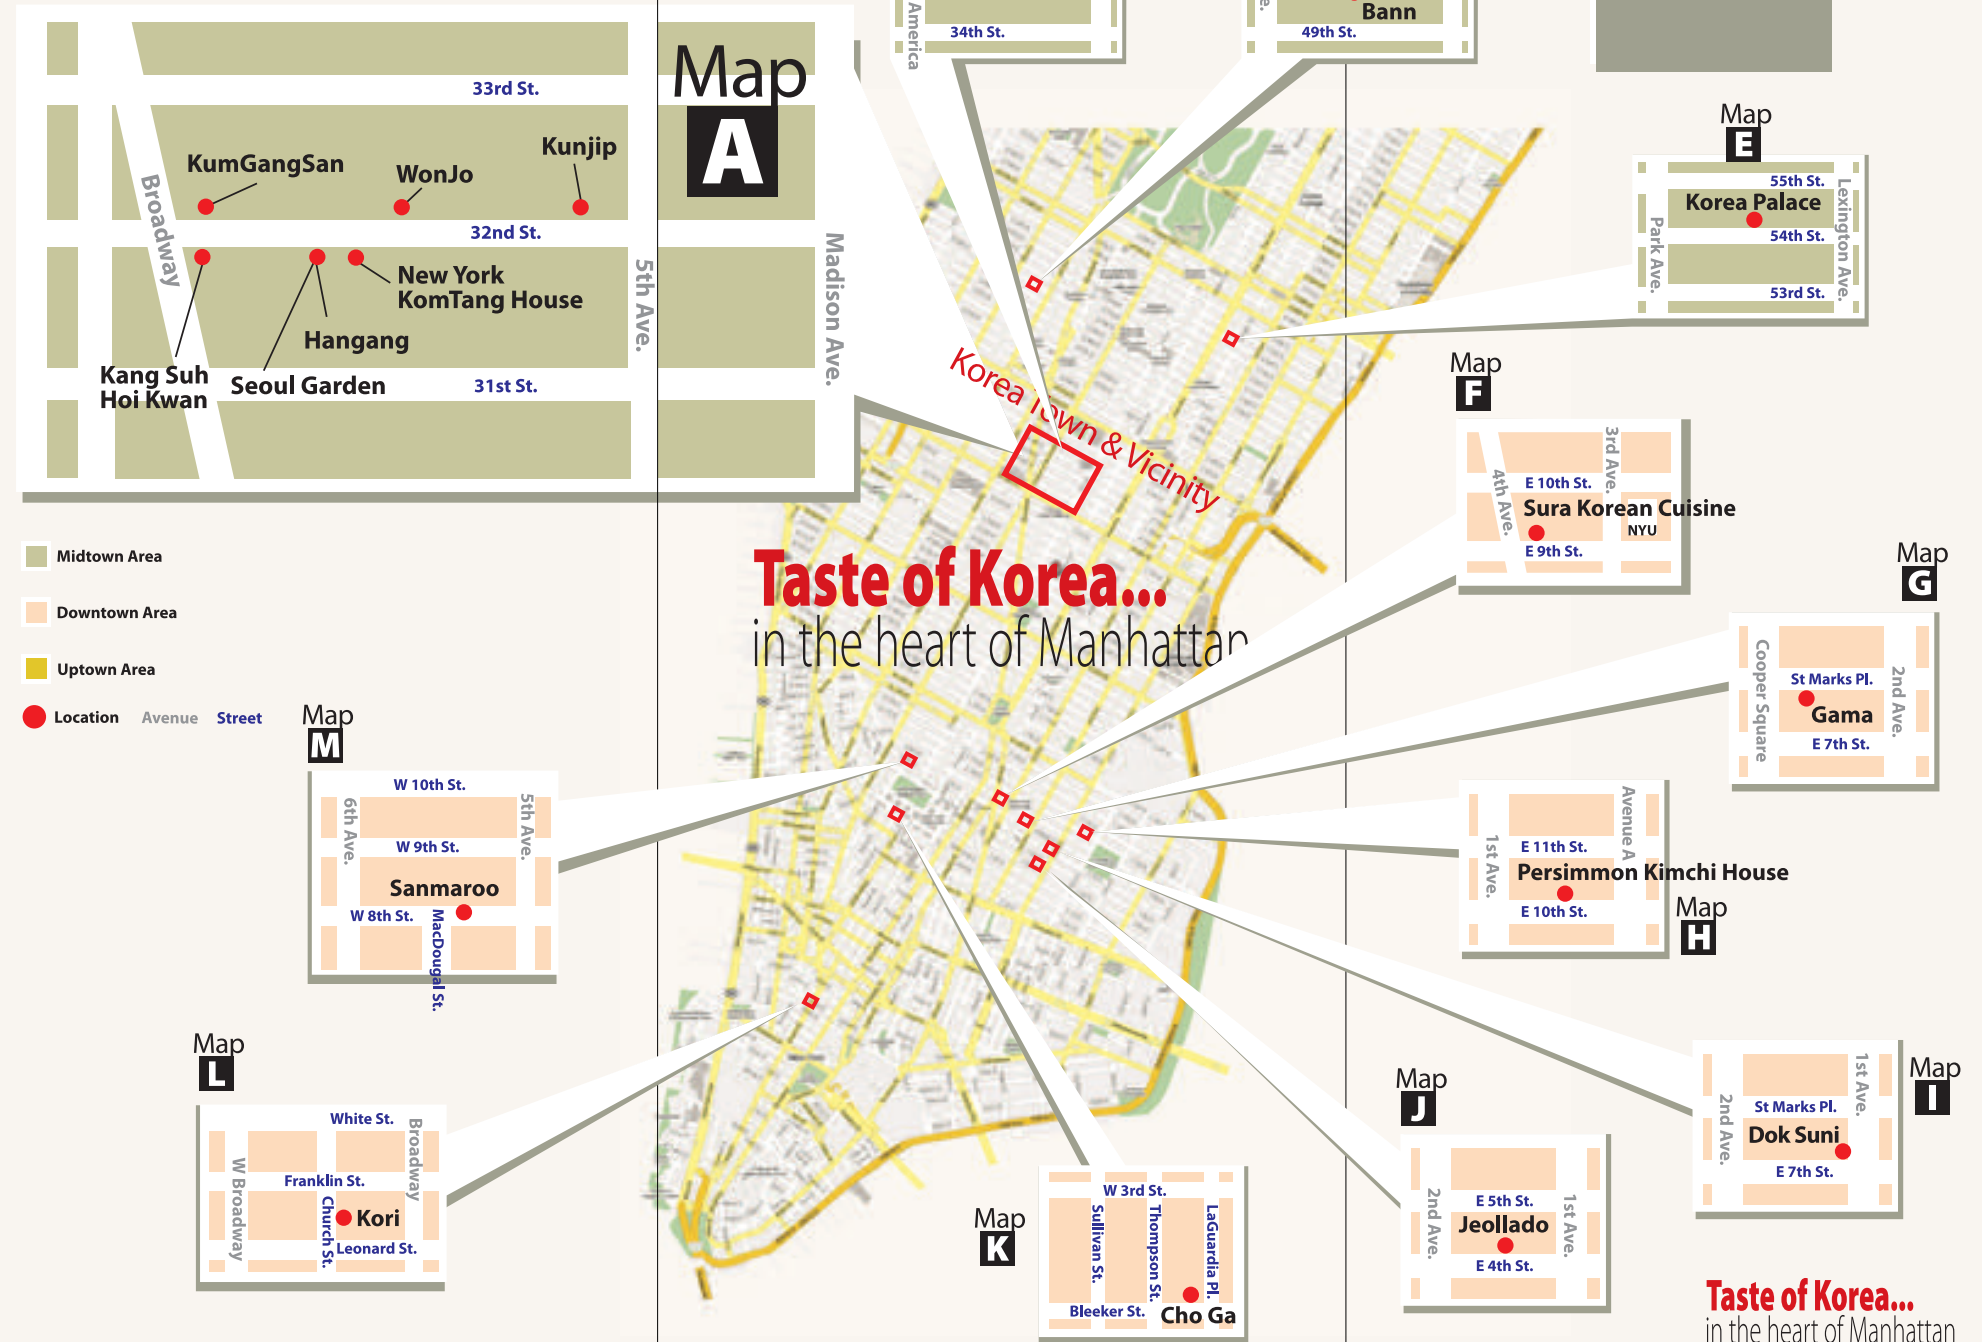 America
34th St.
Bann
49th St.
Map
A
33rd St.
32nd St.
31st St.
Broadway
5th Ave.
Madison Ave.
KumGangSan
WonJo
Kunjip
New York
KomTang House
Hangang
Seoul Garden
Kang Suh
Hoi Kwan
Map
E
55th St.
Korea Palace
54th St.
53rd St.
Park Ave.
Lexington Ave.
Korea Town & Vicinity
Map
F
4th Ave.
3rd Ave.
E 10th St.
Sura Korean Cuisine
NYU
E 9th St.
Taste of Korea...
in the heart of Manhattan
Midtown Area
Downtown Area
Uptown Area
Location
Avenue
Street
Map
G
Cooper Square
2nd Ave.
St Marks Pl.
Gama
E 7th St.
Map
M
W 10th St.
6th Ave.
5th Ave.
W 9th St.
Sanmaroo
W 8th St.
MacDougal St.
1st Ave.
Avenue A
E 11th St.
Persimmon Kimchi House
E 10th St.
Map
H
Map
L
White St.
Broadway
W Broadway
Franklin St.
Church St.
Kori
Leonard St.
Map
K
W 3rd St.
Sullivan St.
Thompson St.
LaGuardia Pl.
Bleeker St.
Cho Ga
Map
J
2nd Ave.
1st Ave.
E 5th St.
Jeollado
E 4th St.
Map
I
2nd Ave.
1st Ave.
St Marks Pl.
Dok Suni
E 7th St.
Taste of Korea...
in the heart of Manhattan